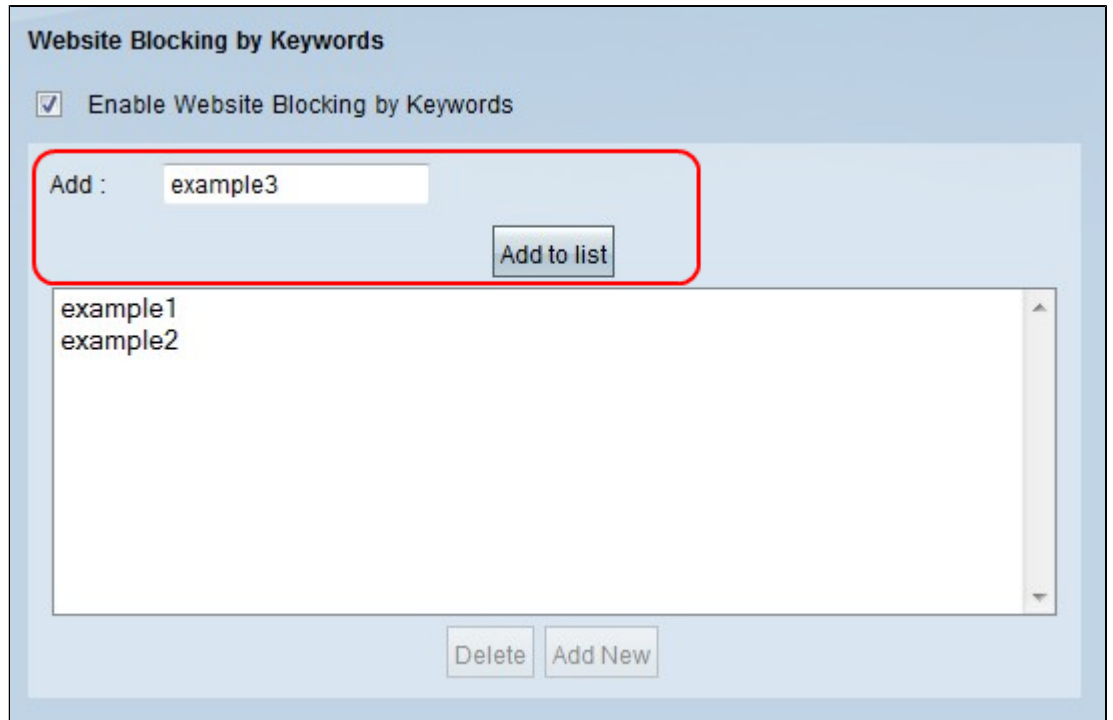 Website Blocking by Keywords
Enable Website Blocking by Keywords
Add : example3
Add to list
example1
example2
Delete Add New